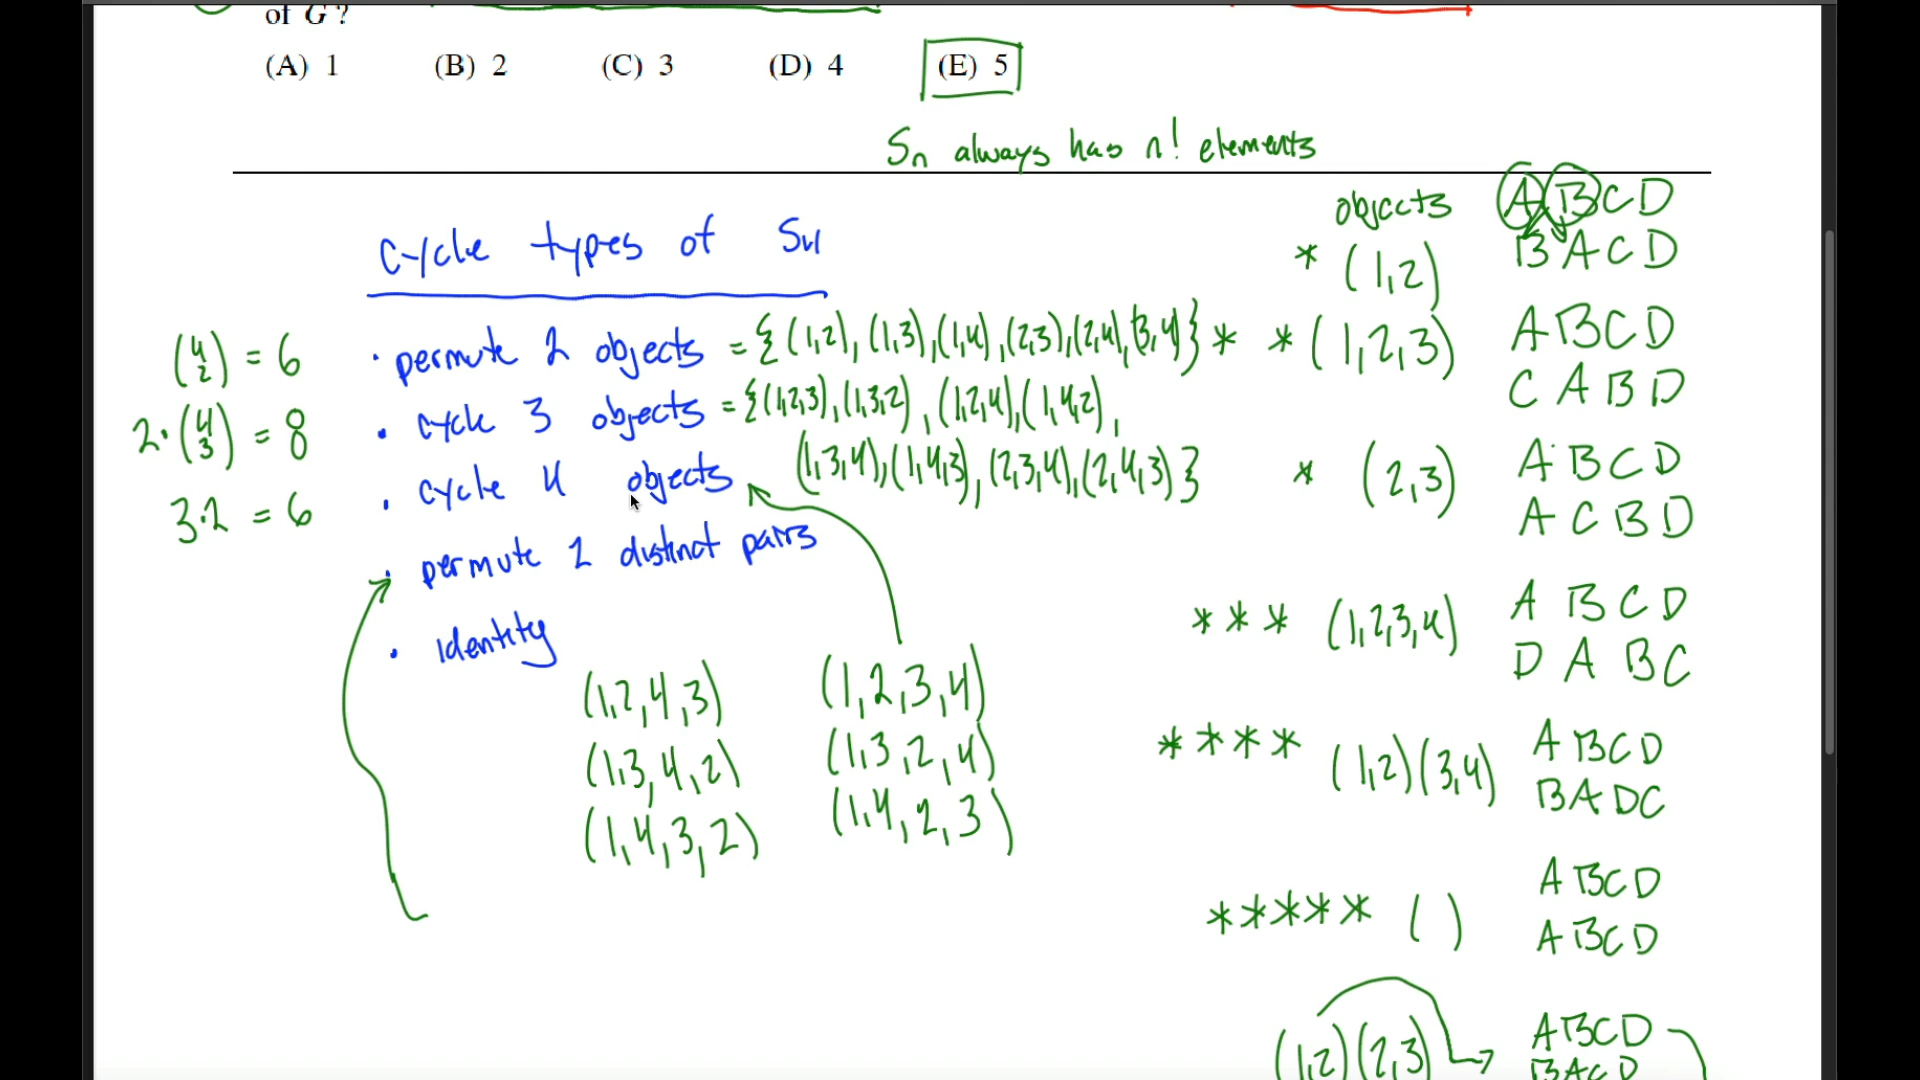 of G ?
(A) 1 (B) 2 (C) 3 (D) 4 (E) 5
Sn always has n! elements
Cycle types of S4
(4 2) = 6
· permute 2 objects = {(1,2),(1,3),(1,4),(2,3),(2,4),(3,4)} *
2·(4 3) = 8
· cycle 3 objects = {(1,2,3),(1,3,2),(1,2,4),(1,4,2),
(1,3,4),(1,4,3),(2,3,4),(2,4,3)}
3·2 = 6
· cycle 4 objects
· permute 2 distinct pairs
· identity
(1,2,4,3) (1,2,3,4)
(1,3,4,2) (1,3,2,4)
(1,4,3,2) (1,4,2,3)
objects ABCD
* (1,2) BACD
* (1,2,3) ABCD
CABD
* (2,3) ABCD
ACBD
*** (1,2,3,4) ABCD
DABC
**** (1,2)(3,4) ABCD
BADC
***** ( ) ABCD
ABCD
(1,2)(2,3) ABCD
BACD